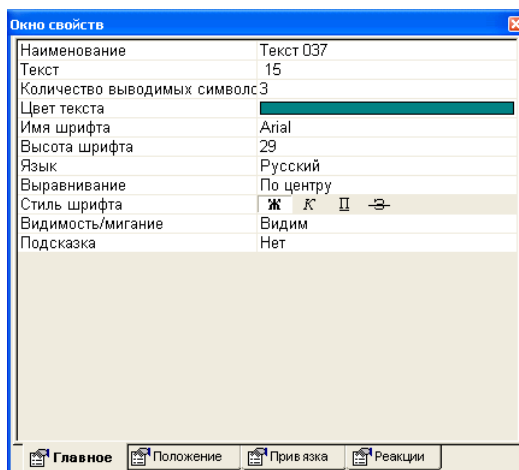 Окно свойств
Наименование Текст 037
Текст 15
Количество выводимых символо 3
Цвет текста
Имя шрифта Arial
Высота шрифта 29
Язык Русский
Выравнивание По центру
Стиль шрифта Ж К П З
Видимость/мигание Видим
Подсказка Нет
Главное Положение Привязка Реакции